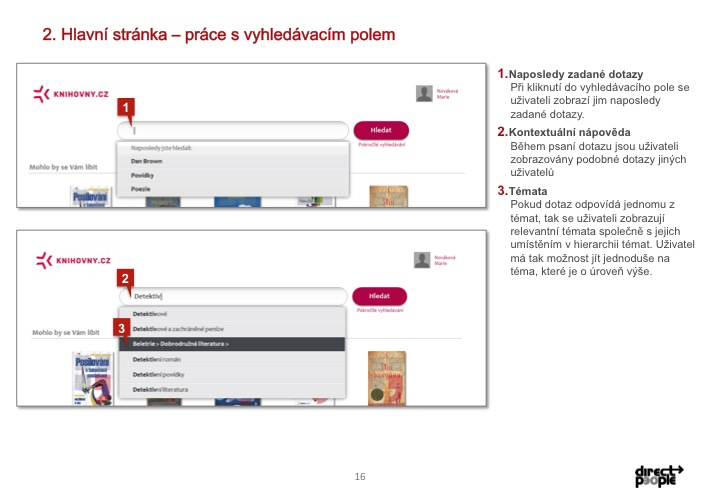 2. Hlavní stránka – práce s vyhledávacím polem
KNIHOVNY.CZ
Nováková
Marie
1
Hledat
Pokročilé vyhledávání
Naposledy jste hledali:
Mohlo by se Vám líbit
Dan Brown
Povídky
Poezie
Posilování
KNIHOVNY.CZ
Nováková
Marie
2
Detektiv
Hledat
Pokročilé vyhledávání
Detektivové
3
Detektivové a zachráněné peníze
Mohlo by se Vám líbit
Beletrie > Dobrodružná literatura >
Detektivní román
Detektivní povídky
Detektivní literatura
Posilování
1.Naposledy zadané dotazy
Při kliknutí do vyhledávacího pole se
uživateli zobrazí jim naposledy
zadané dotazy.
2.Kontextuální nápověda
Během psaní dotazu jsou uživateli
zobrazovány podobné dotazy jiných
uživatelů
3.Témata
Pokud dotaz odpovídá jednomu z
témat, tak se uživateli zobrazují
relevantní témata společně s jejich
umístěním v hierarchii témat. Uživatel
má tak možnost jít jednoduše na
téma, které je o úroveň výše.
16
direct
people